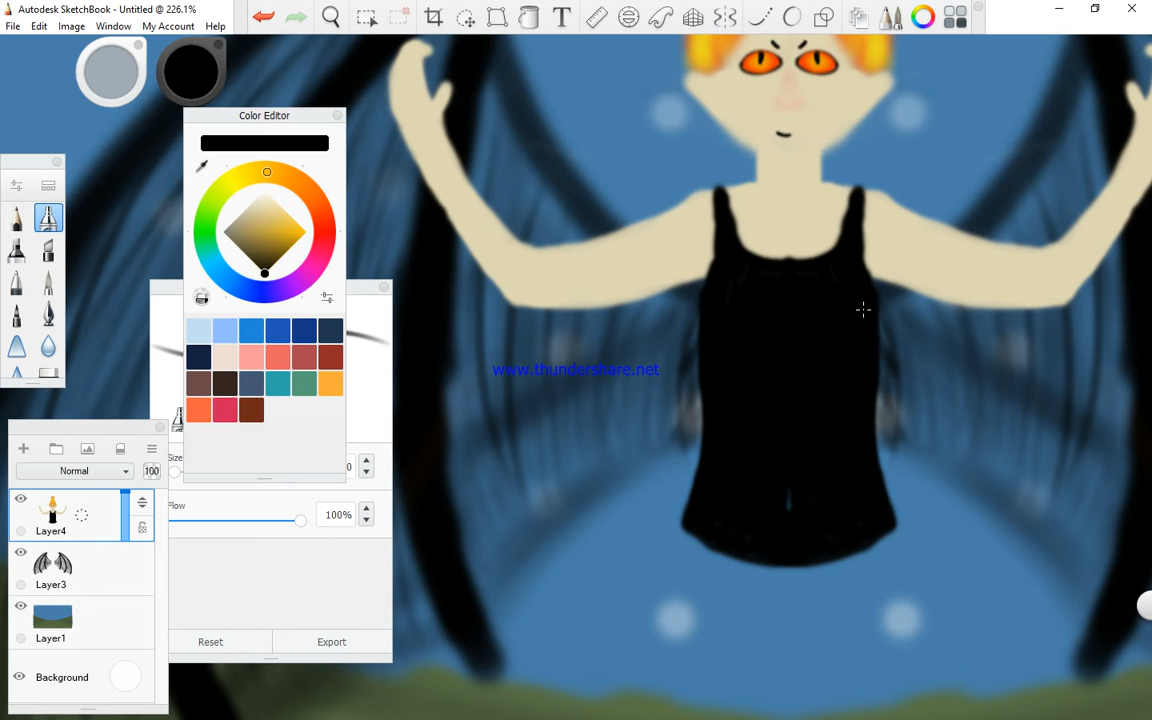 Autodesk SketchBook - Untitled @ 226.1%
File Edit Image Window My Account Help
Color Editor
www.thundershare.net
Size
0
Normal
100
Flow
100%
Layer4
Layer3
Layer1
Reset Export
Background